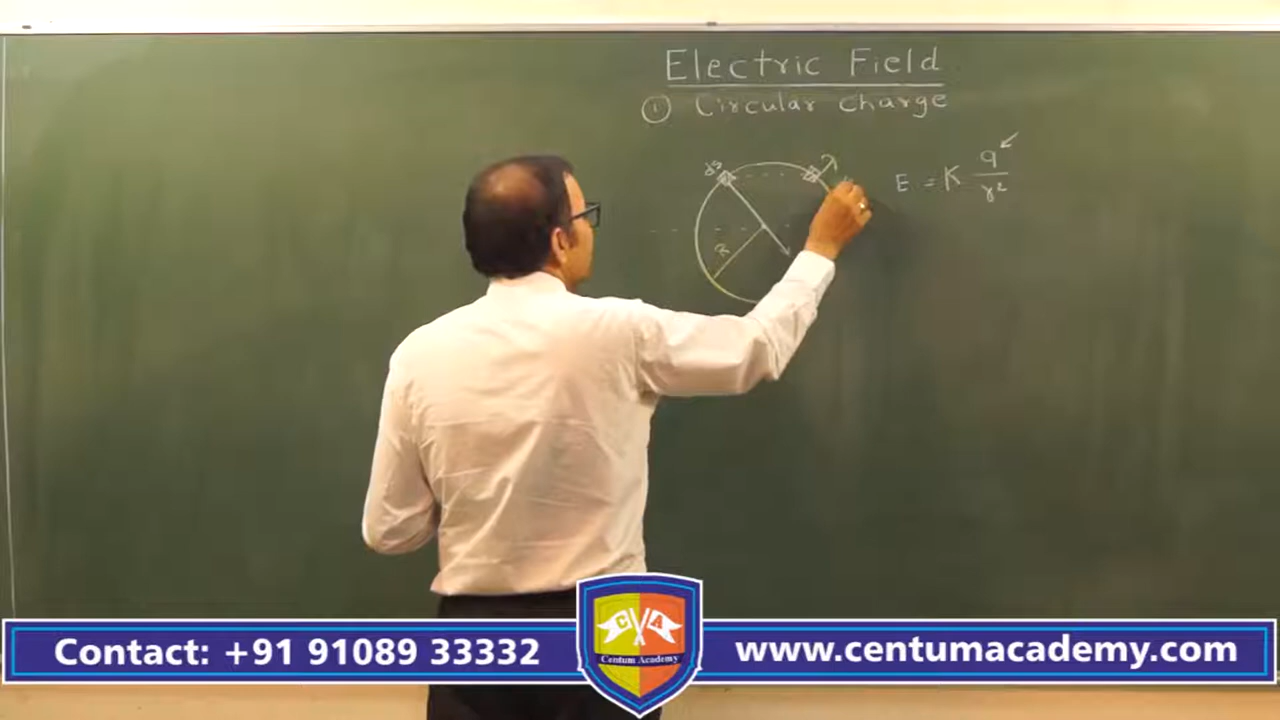 Electric Field
① Circular charge
E = K q / r²
R
C A
Centum Academy
Contact: +91 91089 33332
www.centumacademy.com